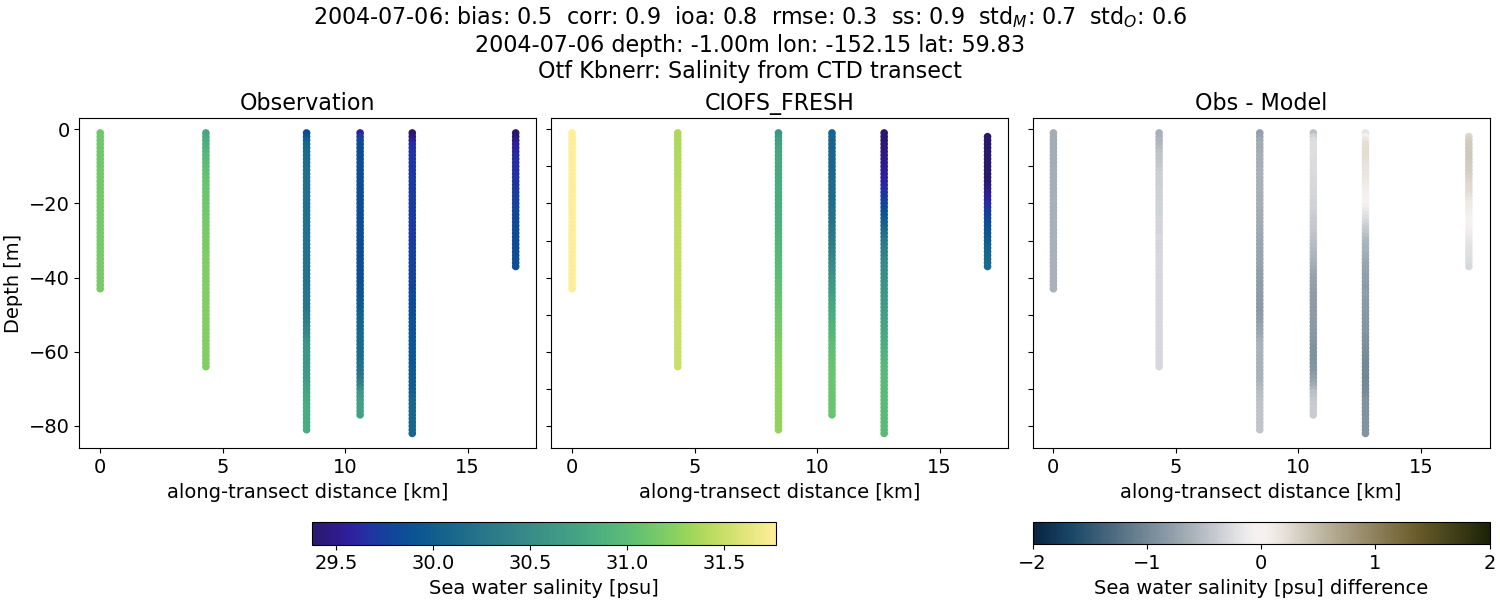 2004-07-06: bias: 0.5 corr: 0.9 ioa: 0.8 rmse: 0.3 ss: 0.9 std_M: 0.7 std_O: 0.6
2004-07-06 depth: -1.00m lon: -152.15 lat: 59.83
Otf Kbnerr: Salinity from CTD transect
Observation
CIOFS_FRESH
Obs - Model
Depth [m]
0
−20
−40
−60
−80
0 5 10 15
0 5 10 15
0 5 10 15
along-transect distance [km]
along-transect distance [km]
along-transect distance [km]
29.5 30.0 30.5 31.0 31.5
Sea water salinity [psu]
−2 −1 0 1 2
Sea water salinity [psu] difference